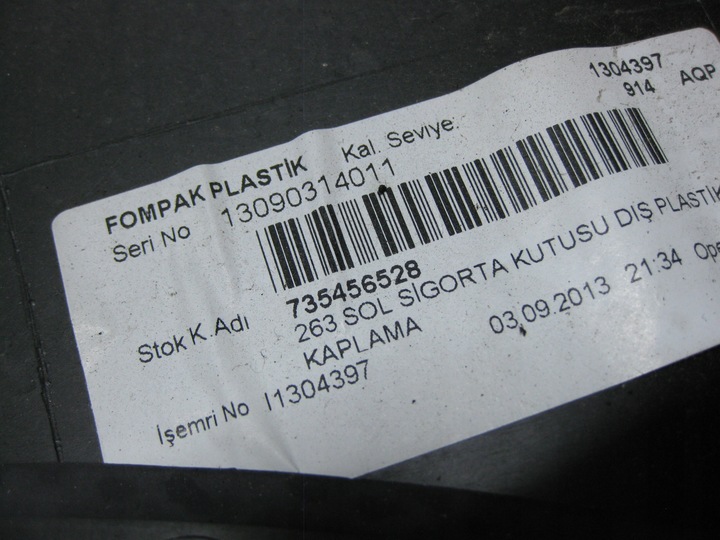 1304397
914 AQP
FOMPAK PLASTİK Kal. Seviye:
Seri No 13090314011
735456528
Stok K.Adı 263 SOL SİGORTA KUTUSU DIŞ PLASTİK
KAPLAMA 03.09.2013 21:34
İşemri No I1304397